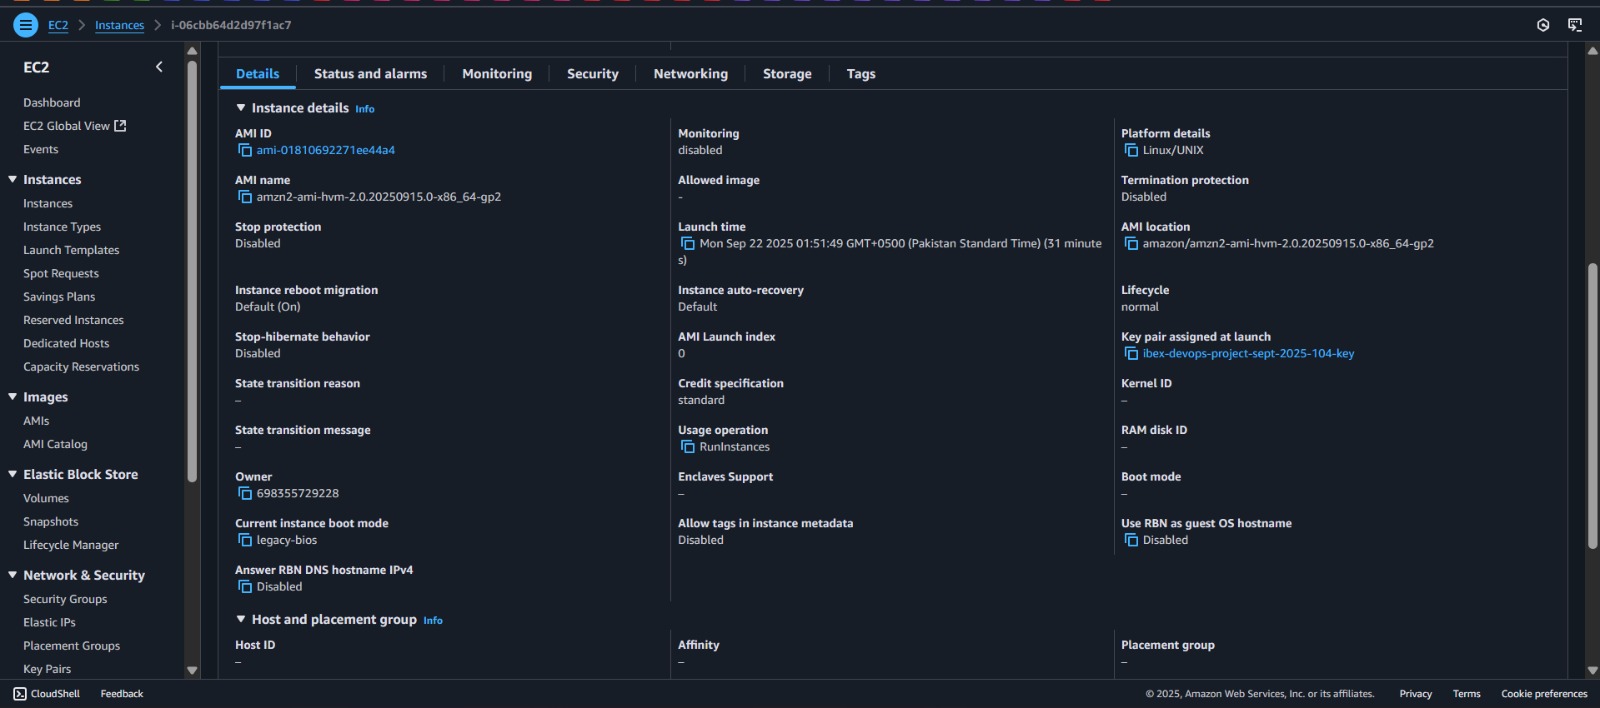 EC2 > Instances > i-06cbb64d2d97f1ac7
EC2
Dashboard
EC2 Global View
Events
Instances
Instances
Instance Types
Launch Templates
Spot Requests
Savings Plans
Reserved Instances
Dedicated Hosts
Capacity Reservations
Images
AMIs
AMI Catalog
Elastic Block Store
Volumes
Snapshots
Lifecycle Manager
Network & Security
Security Groups
Elastic IPs
Placement Groups
Key Pairs
Details Status and alarms Monitoring Security Networking Storage Tags
Instance details Info
AMI ID
ami-01810692271ee44a4
Monitoring
disabled
Platform details
Linux/UNIX
AMI name
amzn2-ami-hvm-2.0.20250915.0-x86_64-gp2
Allowed image
-
Termination protection
Disabled
Stop protection
Disabled
Launch time
Mon Sep 22 2025 01:51:49 GMT+0500 (Pakistan Standard Time) (31 minute
s)
AMI location
amazon/amzn2-ami-hvm-2.0.20250915.0-x86_64-gp2
Instance reboot migration
Default (On)
Instance auto-recovery
Default
Lifecycle
normal
Stop-hibernate behavior
Disabled
AMI Launch index
0
Key pair assigned at launch
ibex-devops-project-sept-2025-104-key
State transition reason
–
Credit specification
standard
Kernel ID
–
State transition message
–
Usage operation
RunInstances
RAM disk ID
–
Owner
698355729228
Enclaves Support
–
Boot mode
–
Current instance boot mode
legacy-bios
Allow tags in instance metadata
Disabled
Use RBN as guest OS hostname
Disabled
Answer RBN DNS hostname IPv4
Disabled
Host and placement group Info
Host ID
–
Affinity
–
Placement group
–
CloudShell Feedback
© 2025, Amazon Web Services, Inc. or its affiliates. Privacy Terms Cookie preferences